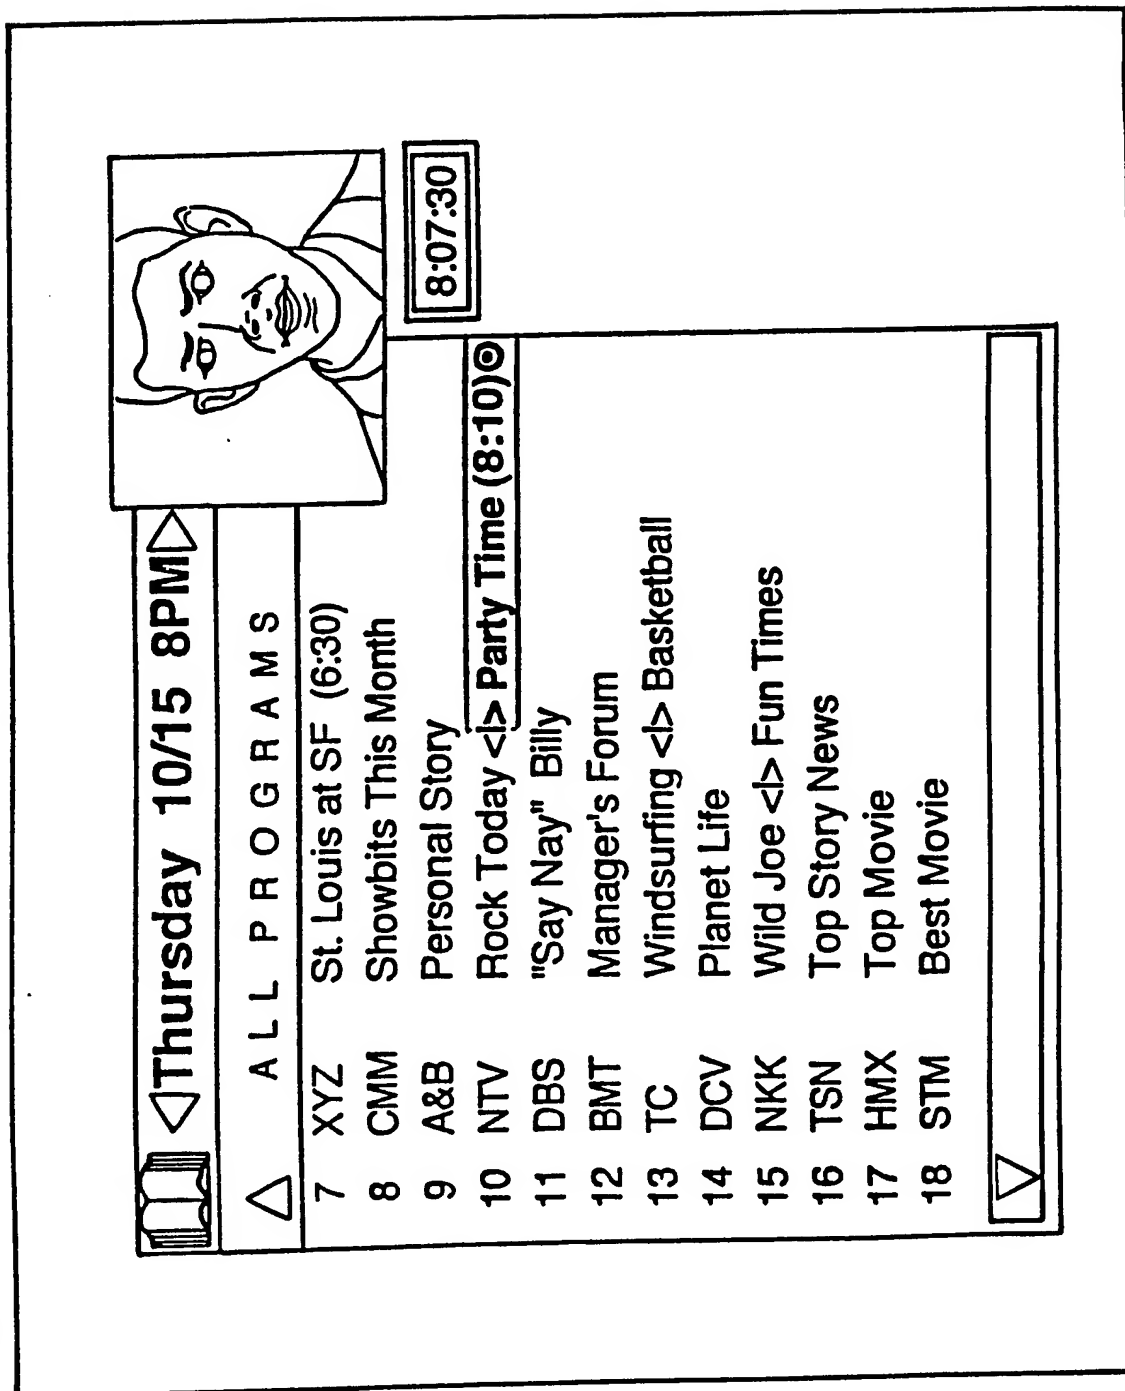 Thursday 10/15 8PM
ALL PROGRAMS
8:07:30
7 XYZ St. Louis at SF (6:30)
8 CMM Showbits This Month
9 A&B Personal Story
10 NTV Rock Today <I> Party Time (8:10)
11 DBS "Say Nay" Billy
12 BMT Manager's Forum
13 TC Windsurfing <I> Basketball
14 DCV Planet Life
15 NKK Wild Joe <I> Fun Times
16 TSN Top Story News
17 HMX Top Movie
18 STM Best Movie